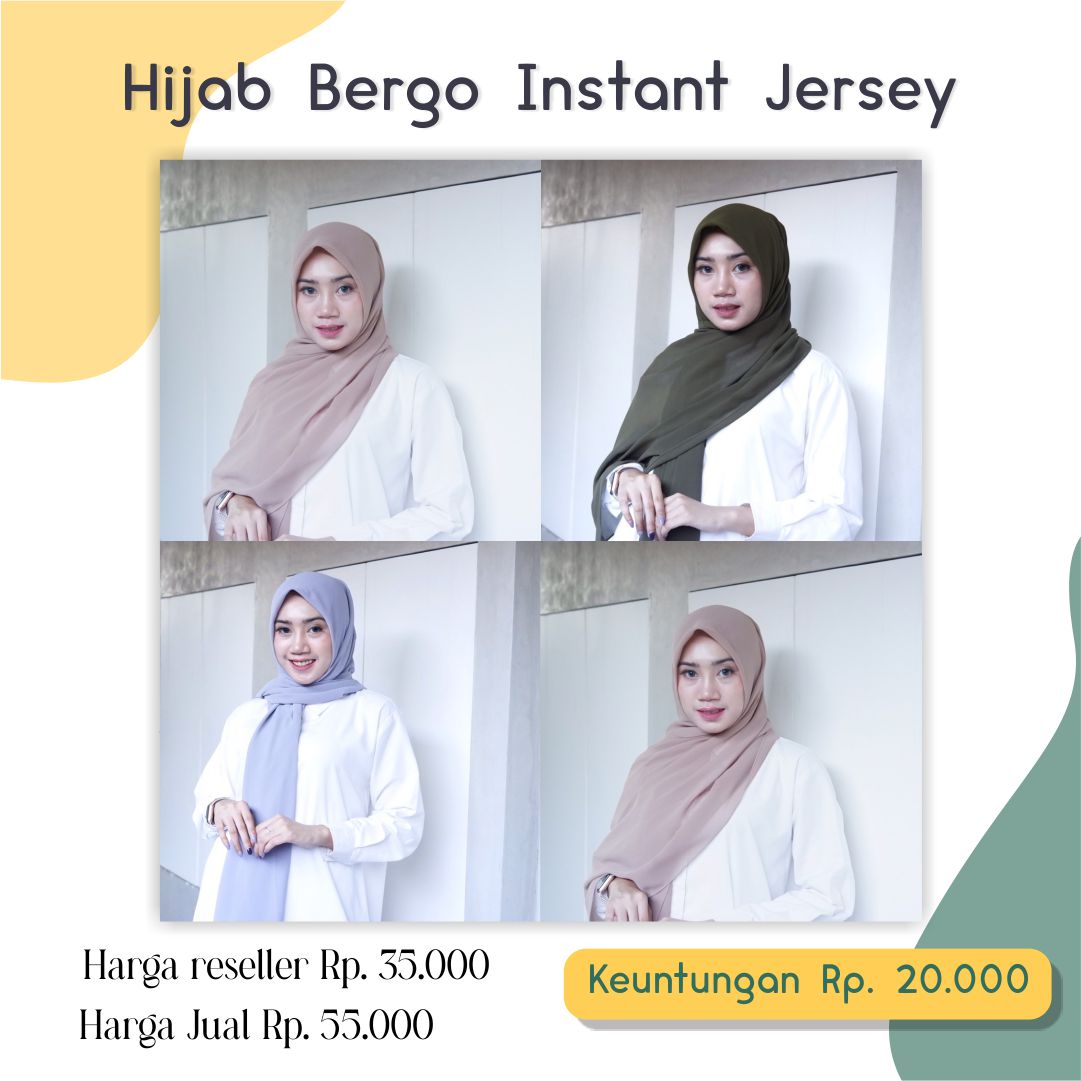 Hijab Bergo Instant Jersey
Harga reseller Rp. 35.000
Harga Jual Rp. 55.000
Keuntungan Rp. 20.000